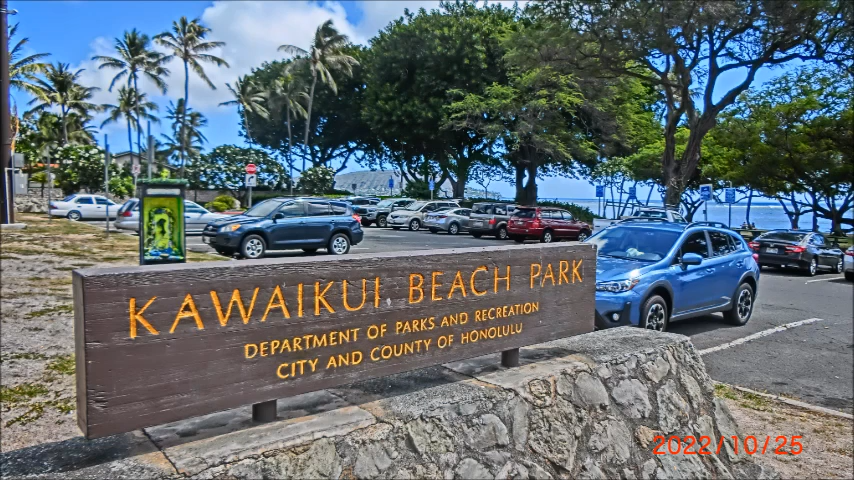 KAWAIKUI BEACH PARK
DEPARTMENT OF PARKS AND RECREATION
CITY AND COUNTY OF HONOLULU
2022/10/25